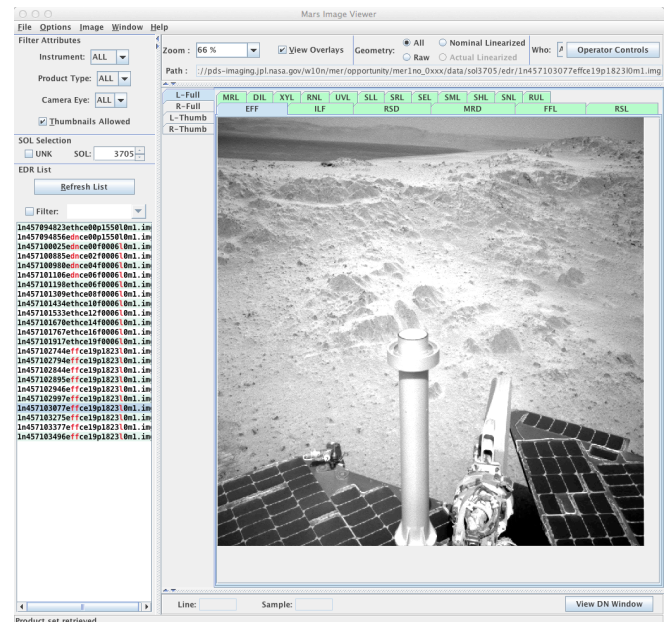 Mars Image Viewer
File Options Image Window Help
Filter Attributes
Instrument: ALL
Product Type: ALL
Camera Eye: ALL
Thumbnails Allowed
SOL Selection
UNK SOL: 3705
EDR List
Refresh List
Filter:
1n457094823ethce00p1550l0m1.im
1n457094856ednce00p1550l0m1.im
1n457100025ednce00f0006l0m1.im
1n457100885ednce02f0006l0m1.im
1n457100980ednce04f0006l0m1.im
1n457101106ednce06f0006l0m1.im
1n457101198ethce06f0006l0m1.im
1n457101309ethce08f0006l0m1.im
1n457101434ethce10f0006l0m1.im
1n457101533ethce12f0006l0m1.im
1n457101670ethce14f0006l0m1.im
1n457101767ethce16f0006l0m1.im
1n457101917ethce19f0006l0m1.im
1n457102744effce19p1823l0m1.im
1n457102794effce19p1823l0m1.im
1n457102844effce19p1823l0m1.im
1n457102895effce19p1823l0m1.im
1n457102946effce19p1823l0m1.im
1n457102997effce19p1823l0m1.im
1n457103077effce19p1823l0m1.im
1n457103275effce19p1823l0m1.im
1n457103377effce19p1823l0m1.im
1n457103496effce19p1823l0m1.im
Product set retrieved
Zoom : 66 % View Overlays Geometry: All Nominal Linearized Raw Actual Linearized Who: Operator Controls
Path : ://pds-imaging.jpl.nasa.gov/w10n/mer/opportunity/mer1no_0xxx/data/sol3705/edr/1n457103077effce19p1823l0m1.img
L-Full
R-Full
L-Thumb
R-Thumb
MRL DIL XYL RNL UVL SLL SRL SEL SML SHL SNL RUL
EFF ILF RSD MRD FFL RSL
Line: Sample: View DN Window